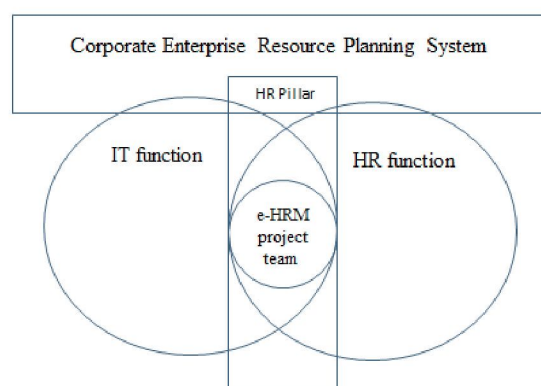 Corporate Enterprise Resource Planning System
HR Pillar
IT function
HR function
e-HRM
project
team